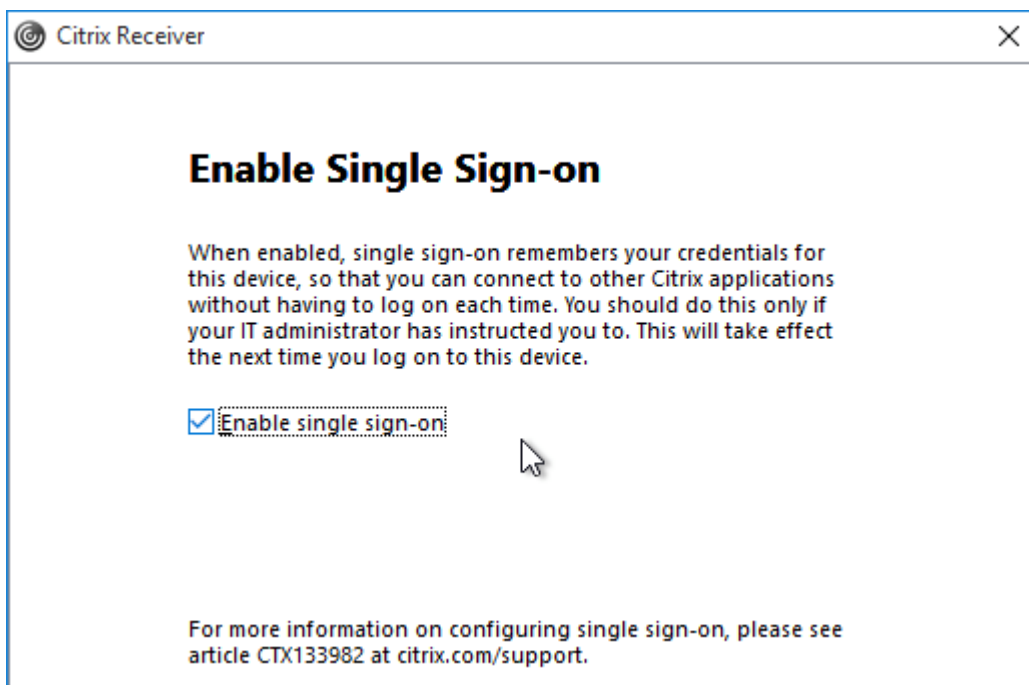 Citrix Receiver
Enable Single Sign-on
When enabled, single sign-on remembers your credentials for
this device, so that you can connect to other Citrix applications
without having to log on each time. You should do this only if
your IT administrator has instructed you to. This will take effect
the next time you log on to this device.
Enable single sign-on
For more information on configuring single sign-on, please see
article CTX133982 at citrix.com/support.